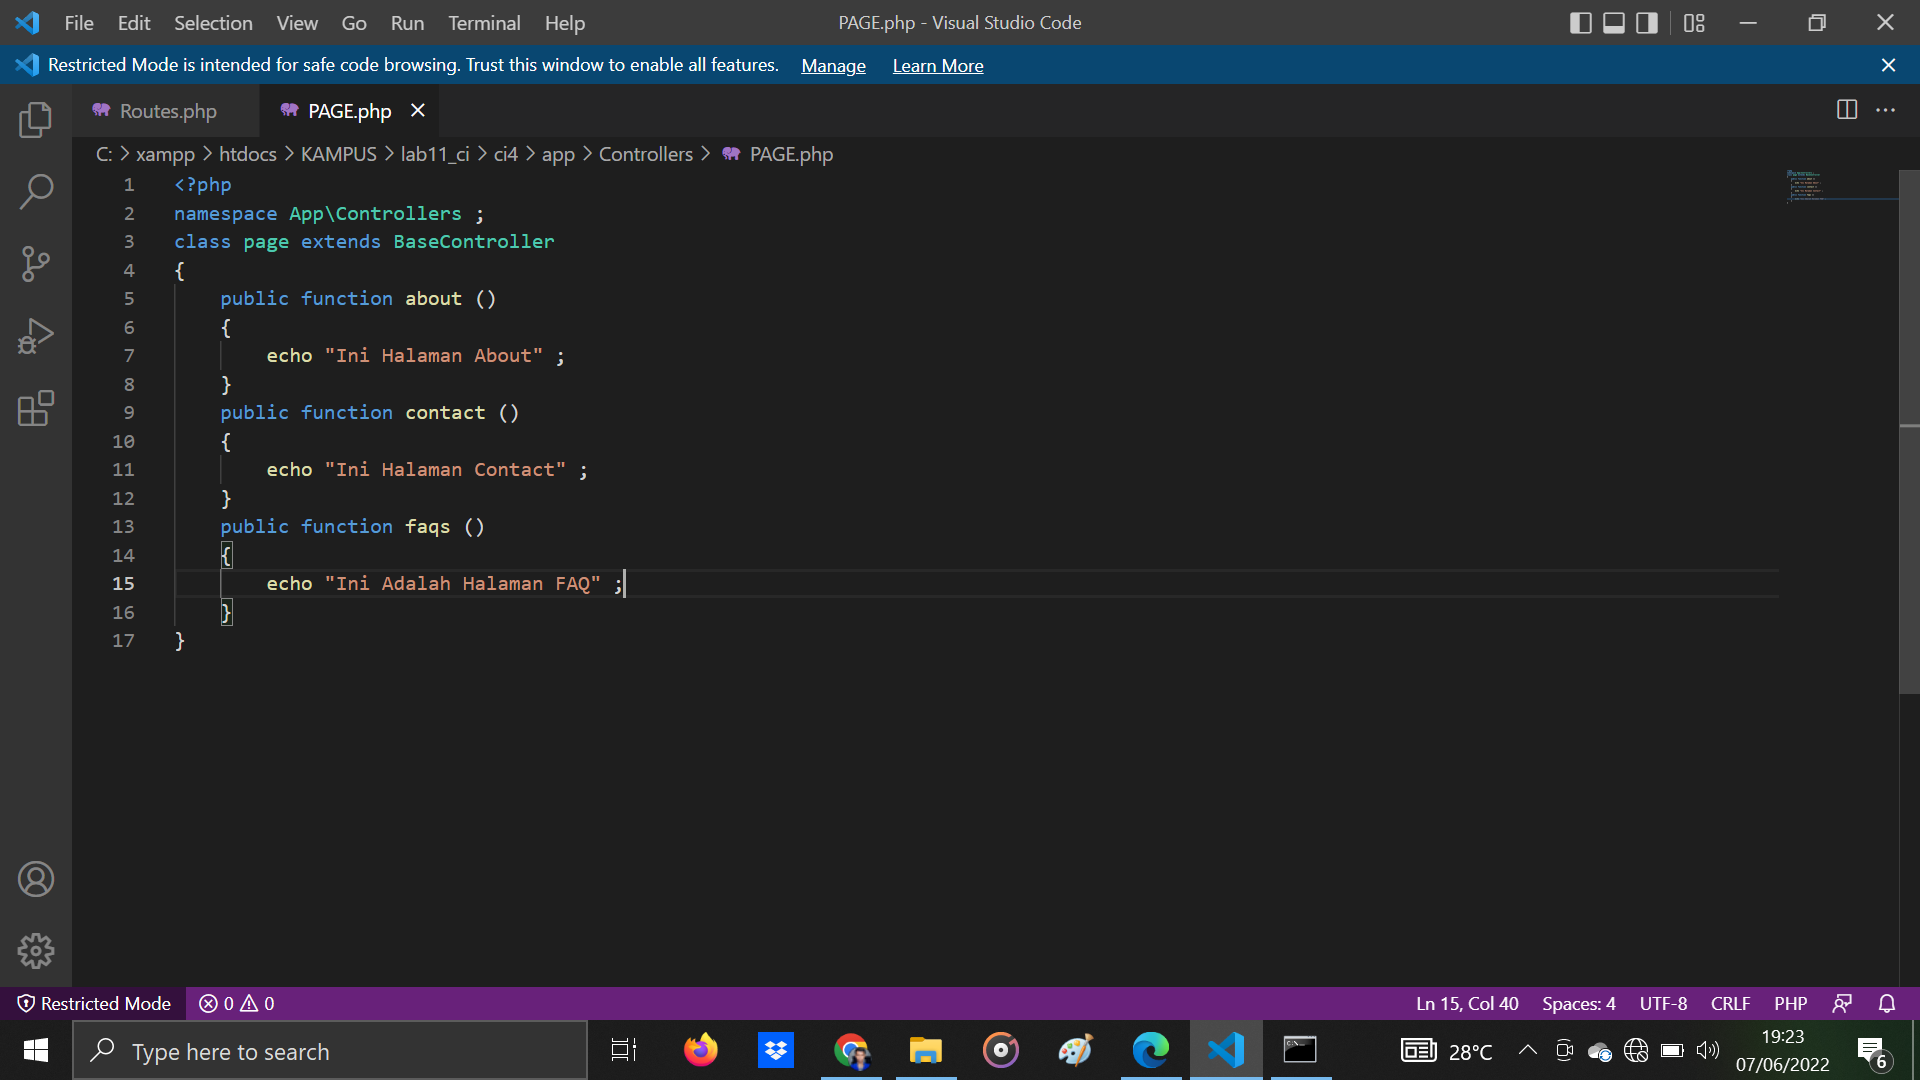 File Edit Selection View Go Run Terminal Help PAGE.php - Visual Studio Code
Restricted Mode is intended for safe code browsing. Trust this window to enable all features. Manage Learn More
Routes.php PAGE.php
C: > xampp > htdocs > KAMPUS > lab11_ci > ci4 > app > Controllers > PAGE.php
1 <?php
2 namespace App\Controllers ;
3 class page extends BaseController
4 {
5 public function about ()
6 {
7 echo "Ini Halaman About" ;
8 }
9 public function contact ()
10 {
11 echo "Ini Halaman Contact" ;
12 }
13 public function faqs ()
14 {
15 echo "Ini Adalah Halaman FAQ" ;
16 }
17 }
Restricted Mode 0 0 Ln 15, Col 40 Spaces: 4 UTF-8 CRLF PHP
Type here to search 28°C 19:23
07/06/2022 6